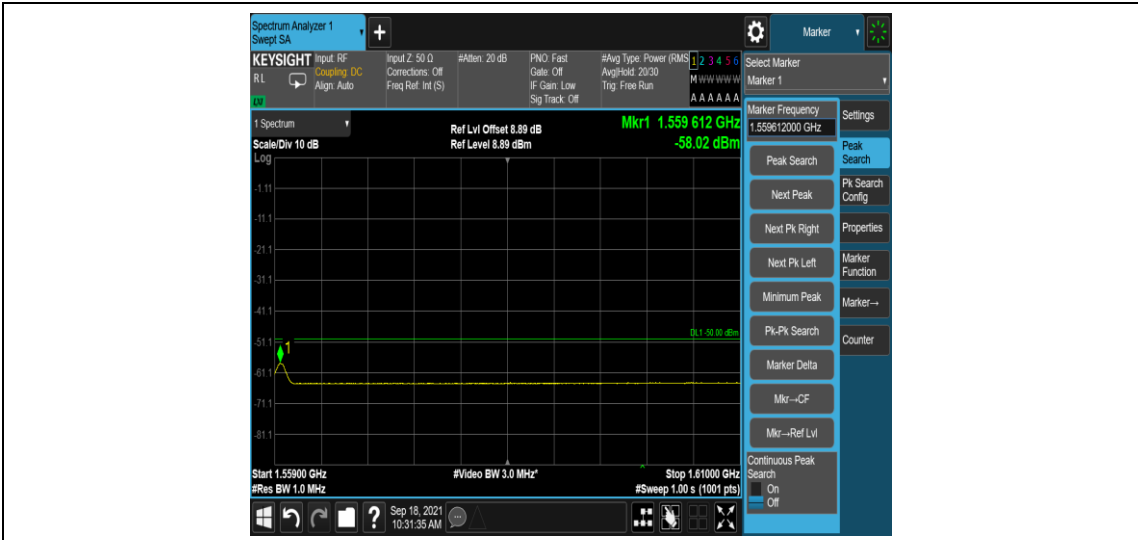 Spectrum Analyzer 1
Swept SA
+
Marker
KEYSIGHT
RL
LXI
Input: RF
Coupling: DC
Align: Auto
Input Z: 50 Ω
Corrections: Off
Freq Ref: Int (S)
#Atten: 20 dB
PNO: Fast
Gate: Off
IF Gain: Low
Sig Track: Off
#Avg Type: Power (RMS
Avg|Hold: 20/30
Trig: Free Run
1 2 3 4 5 6
M W W W W W
A A A A A A
Select Marker
Marker 1
1 Spectrum
Scale/Div 10 dB
Log
Ref Lvl Offset 8.89 dB
Ref Level 8.89 dBm
Mkr1 1.559 612 GHz
-58.02 dBm
-1.11
-11.1
-21.1
-31.1
-41.1
-51.1
-61.1
-71.1
-81.1
DL1 -50.00 dBm
1
Start 1.55900 GHz
#Res BW 1.0 MHz
#Video BW 3.0 MHz*
Stop 1.61000 GHz
#Sweep 1.00 s (1001 pts)
Marker Frequency
1.559612000 GHz
Peak Search
Next Peak
Next Pk Right
Next Pk Left
Minimum Peak
Pk-Pk Search
Marker Delta
Mkr→CF
Mkr→Ref Lvl
Continuous Peak
Search
On
Off
Settings
Peak
Search
Pk Search
Config
Properties
Marker
Function
Marker→
Counter
?
Sep 18, 2021
10:31:35 AM